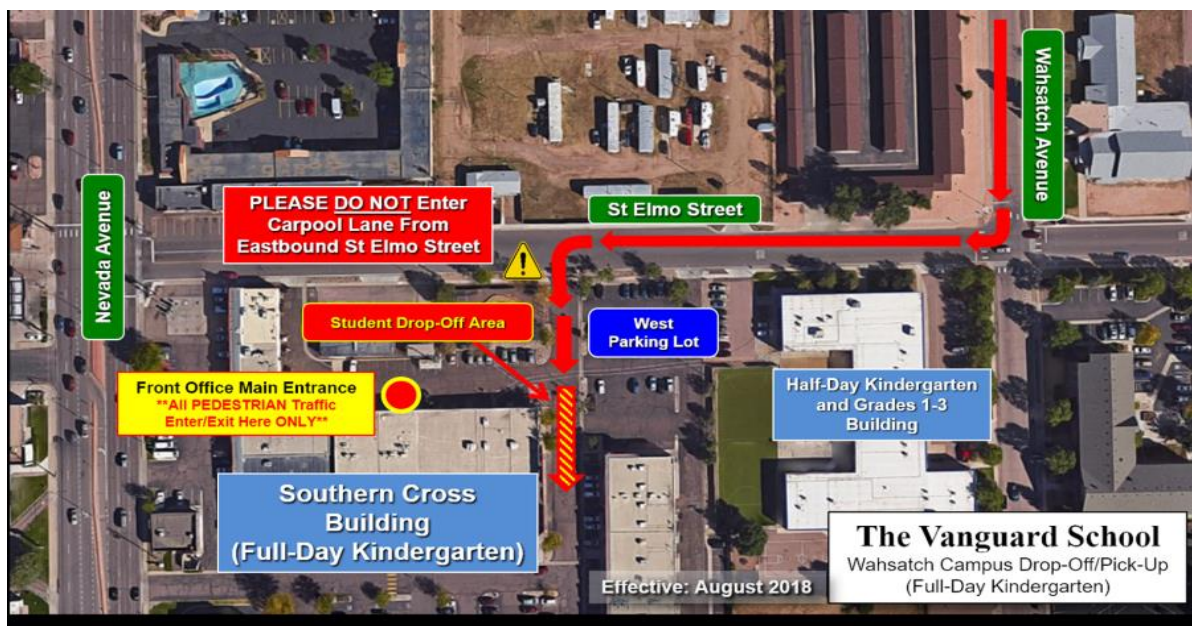 Wahsatch Avenue
PLEASE DO NOT Enter
Carpool Lane From
Eastbound St Elmo Street
St Elmo Street
Nevada Avenue
!
Student Drop-Off Area
West
Parking Lot
Front Office Main Entrance
**All PEDESTRIAN Traffic
Enter/Exit Here ONLY**
Half-Day Kindergarten
and Grades 1-3
Building
Southern Cross
Building
(Full-Day Kindergarten)
The Vanguard School
Wahsatch Campus Drop-Off/Pick-Up
(Full-Day Kindergarten)
Effective: August 2018